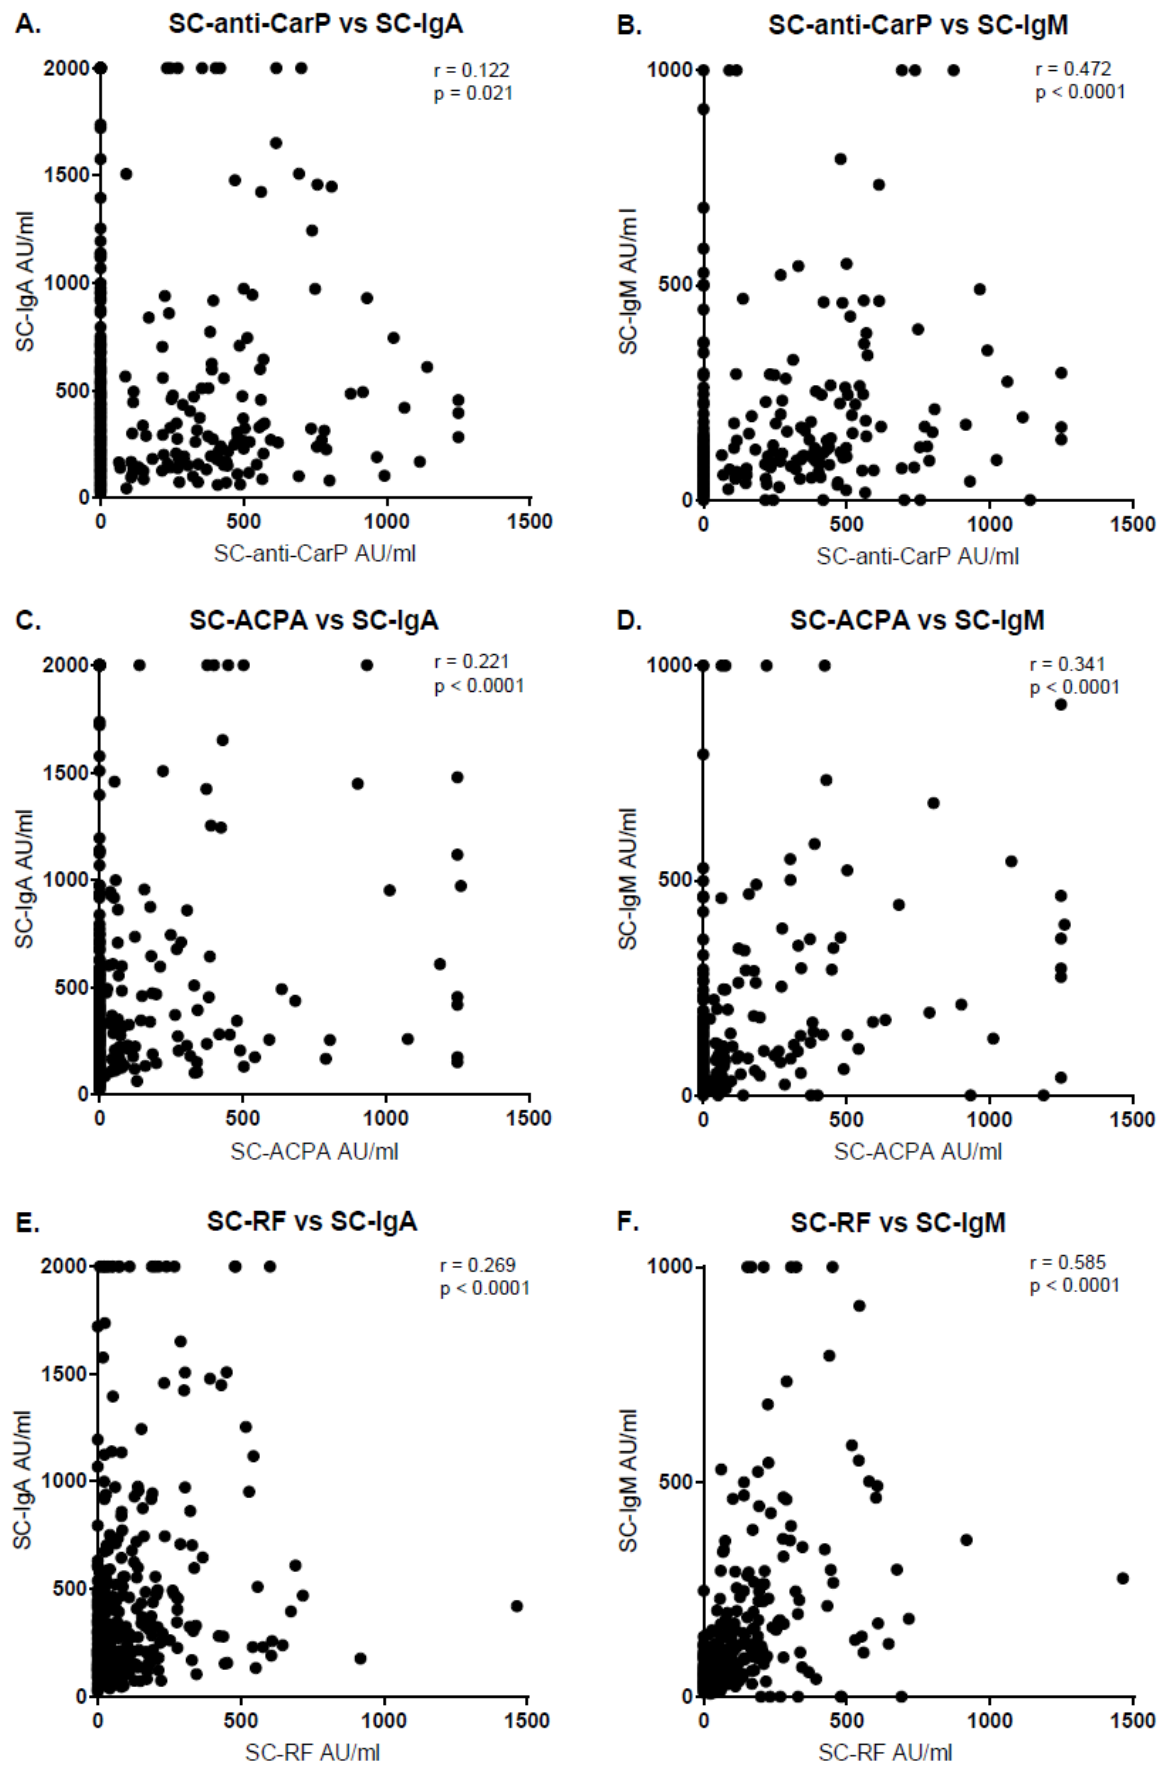 A.
SC-anti-CarP vs SC-IgA
r = 0.122
p = 0.021
2000
1500
1000
500
0
SC-IgA AU/ml
0 500 1000 1500
SC-anti-CarP AU/ml
B.
SC-anti-CarP vs SC-IgM
r = 0.472
p < 0.0001
1000
500
0
SC-IgM AU/m l
0 500 1000 1500
SC-anti-CarP AU/ml
C.
SC-ACPA vs SC-IgA
r = 0.221
p < 0.0001
2000
1500
1000
500
0
SC-IgA AU/ml
0 500 1000 1500
SC-ACPA AU/ml
D.
SC-ACPA vs SC-IgM
r = 0.341
p < 0.0001
1000
500
0
SC-IgM AU/ml
0 500 1000 1500
SC-ACPA AU/ml
E.
SC-RF vs SC-IgA
r = 0.269
p < 0.0001
2000
1500
1000
500
0
SC-IgA AU/ml
0 500 1000 1500
SC-RF AU/ml
F.
SC-RF vs SC-IgM
r = 0.585
p < 0.0001
1000
500
0
SC-IgM AU/ml
0 500 1000 1500
SC-RF AU/ml